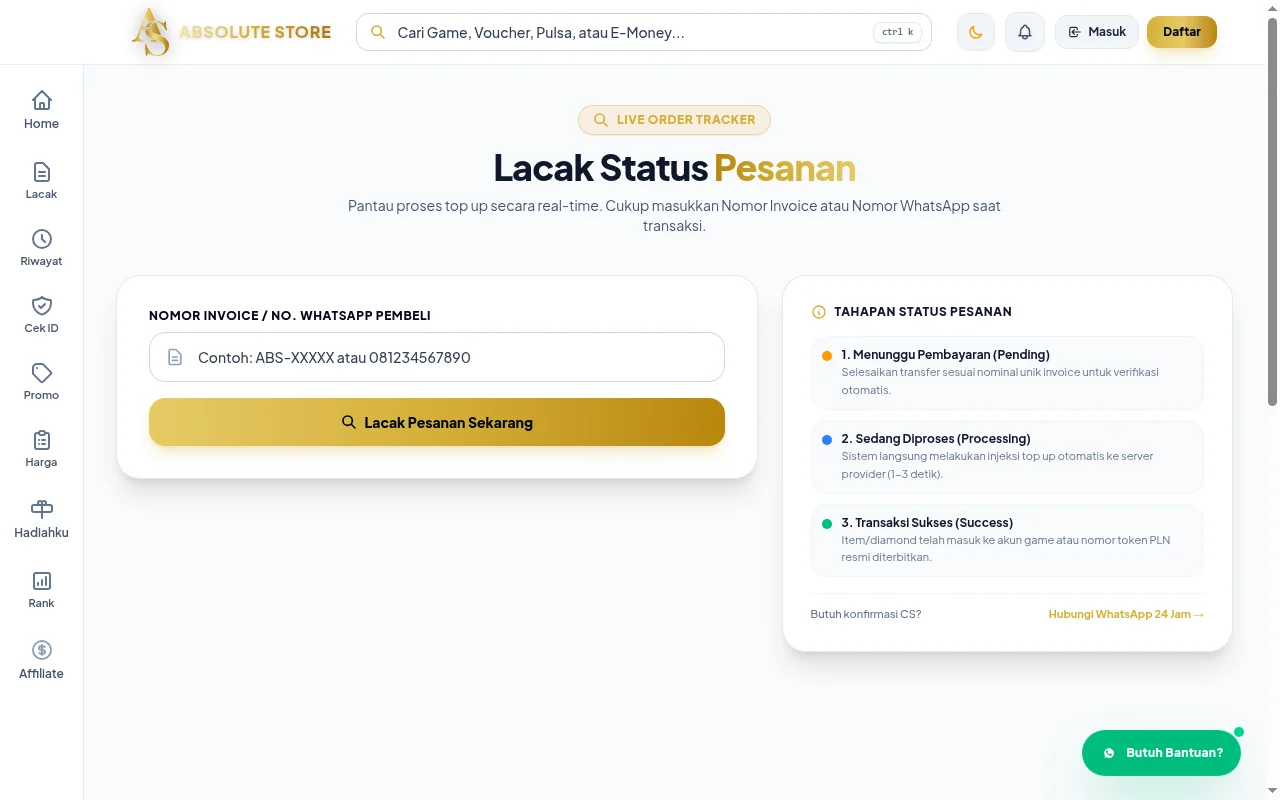 ABSOLUTE STORE
Cari Game, Voucher, Pulsa, atau E-Money...
ctrl k
Masuk
Daftar
Home
Lacak
Riwayat
Cek ID
Promo
Harga
Hadiahku
Rank
Affiliate
LIVE ORDER TRACKER
Lacak Status Pesanan
Pantau proses top up secara real-time. Cukup masukkan Nomor Invoice atau Nomor WhatsApp saat
transaksi.
NOMOR INVOICE / NO. WHATSAPP PEMBELI
Contoh: ABS-XXXXX atau 081234567890
Lacak Pesanan Sekarang
TAHAPAN STATUS PESANAN
1. Menunggu Pembayaran (Pending)
Selesaikan transfer sesuai nominal unik invoice untuk verifikasi
otomatis.
2. Sedang Diproses (Processing)
Sistem langsung melakukan injeksi top up otomatis ke server
provider (1–3 detik).
3. Transaksi Sukses (Success)
Item/diamond telah masuk ke akun game atau nomor token PLN
resmi diterbitkan.
Butuh konfirmasi CS?
Hubungi WhatsApp 24 Jam →
Butuh Bantuan?